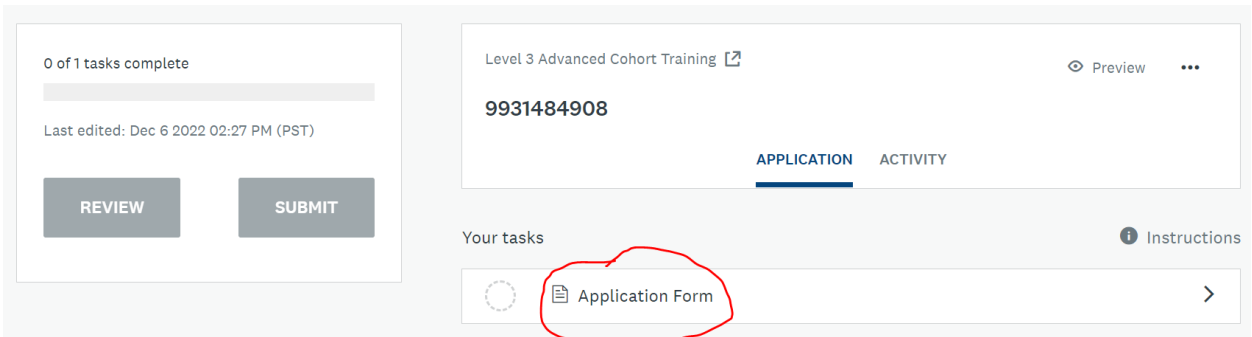 0 of 1 tasks complete
Last edited: Dec 6 2022 02:27 PM (PST)
REVIEW
SUBMIT
Level 3 Advanced Cohort Training
Preview
9931484908
APPLICATION
ACTIVITY
Your tasks
Instructions
Application Form